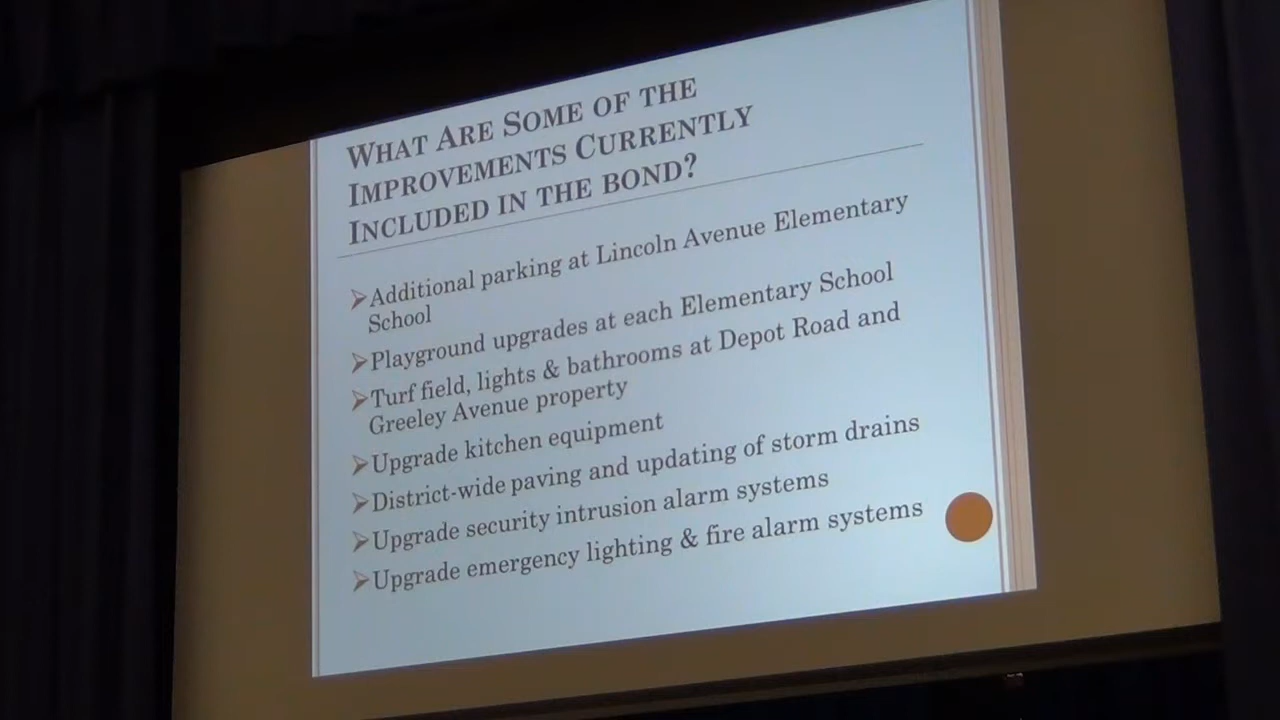 WHAT ARE SOME OF THE
IMPROVEMENTS CURRENTLY
INCLUDED IN THE BOND?
➢Additional parking at Lincoln Avenue Elementary
School
➢Playground upgrades at each Elementary School
➢Turf field, lights & bathrooms at Depot Road and
Greeley Avenue property
➢Upgrade kitchen equipment
➢District-wide paving and updating of storm drains
➢Upgrade security intrusion alarm systems
➢Upgrade emergency lighting & fire alarm systems